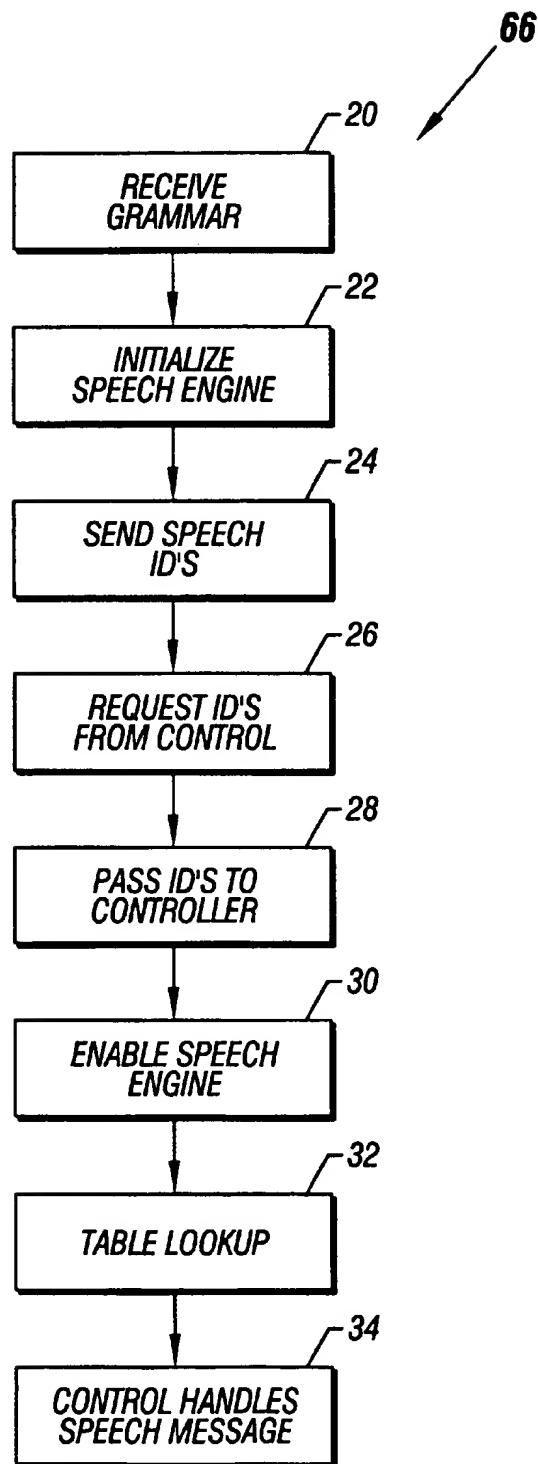 66
20
RECEIVE
GRAMMAR
22
INITIALIZE
SPEECH ENGINE
24
SEND SPEECH
ID'S
26
REQUEST ID'S
FROM CONTROL
28
PASS ID'S TO
CONTROLLER
30
ENABLE SPEECH
ENGINE
32
TABLE LOOKUP
34
CONTROL HANDLES
SPEECH MESSAGE